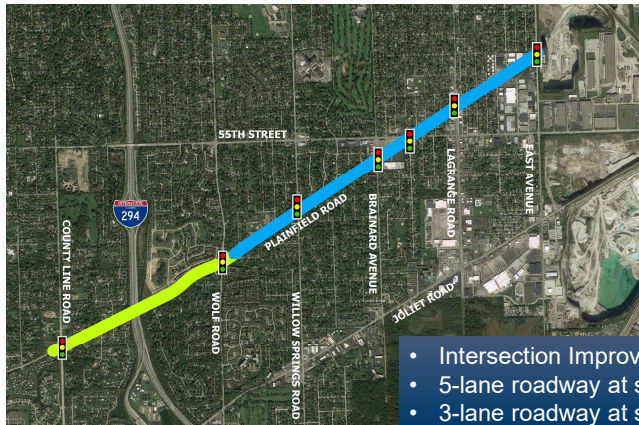 55TH STREET
EAST AVENUE
LAGRANGE ROAD
BRAINARD AVENUE
PLAINFIELD ROAD
INTERSTATE
294
COUNTY LINE ROAD
WOLF ROAD
WILLOW SPRINGS ROAD
JOLIET ROAD
• Intersection Improv
• 5-lane roadway at s
• 3-lane roadway at s